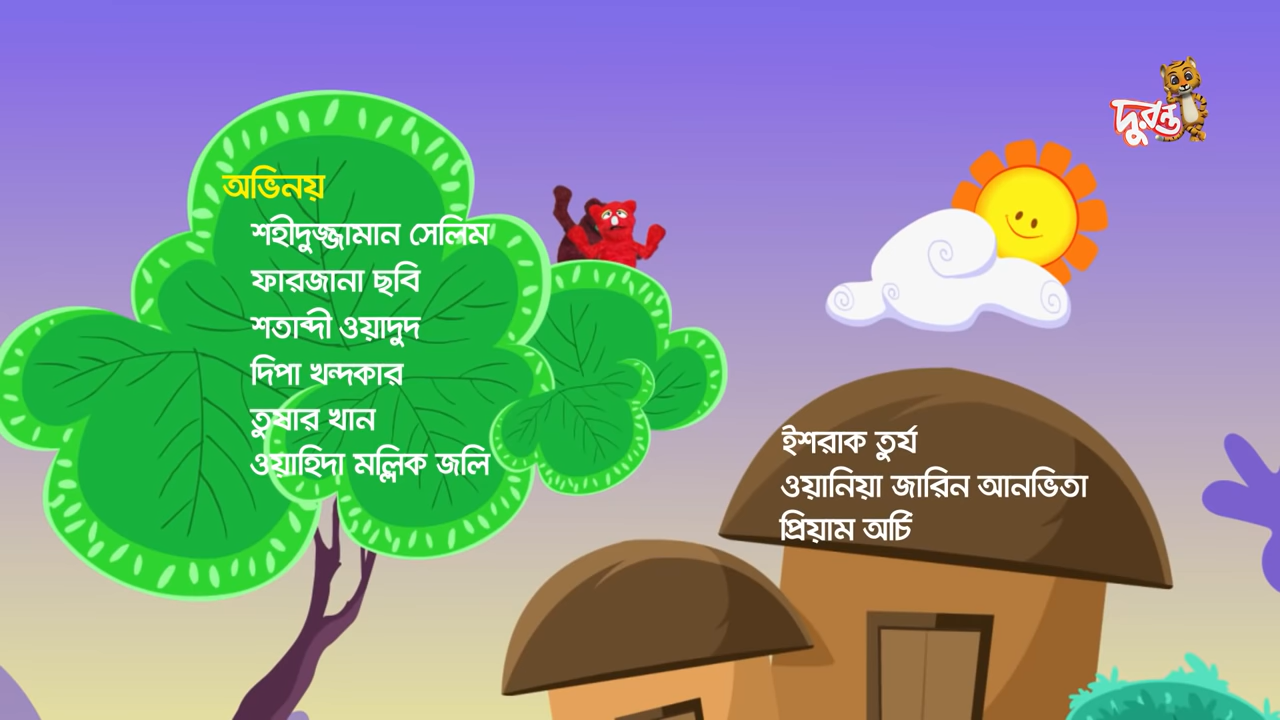 দুরন্ত
অভিনয়
শহীদুজ্জামান সেলিম
ফারজানা ছবি
শতাব্দী ওয়াদুদ
দিপা খন্দকার
তুষার খান
ওয়াহিদা মল্লিক জলি
ইশরাক তুর্য
ওয়ানিয়া জারিন আনভিতা
প্রিয়াম অর্চি